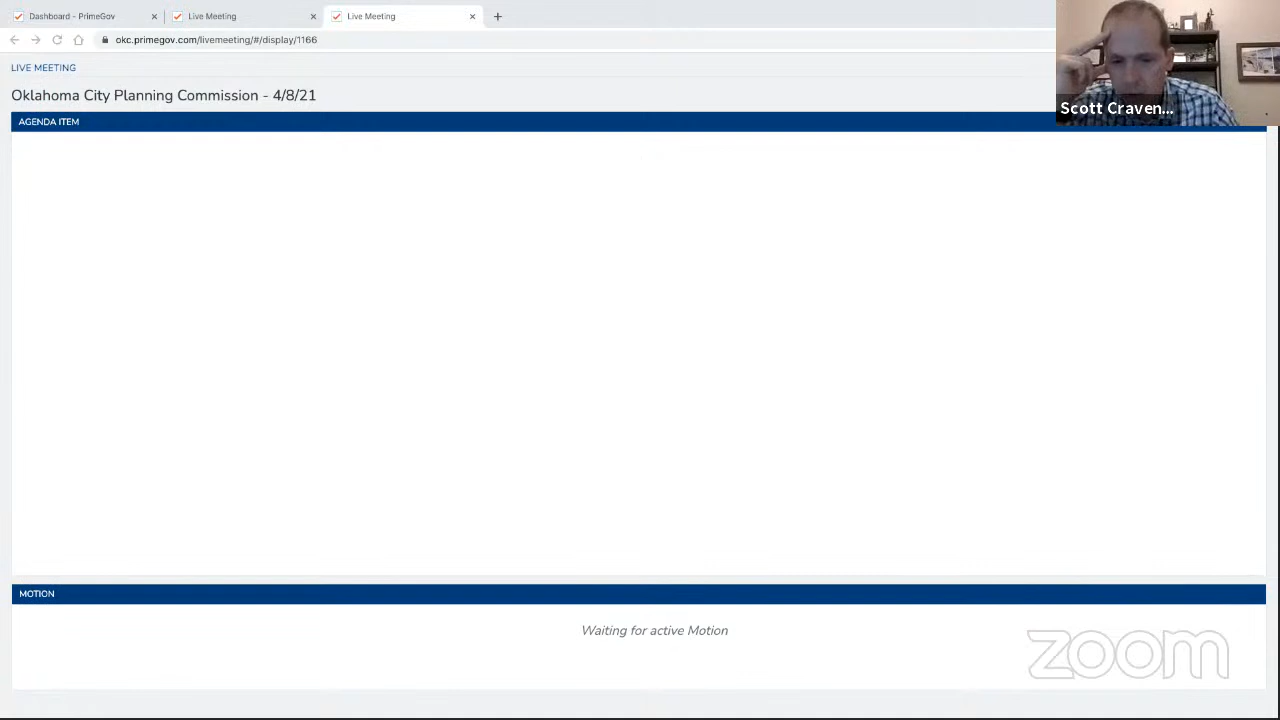 Dashboard - PrimeGov
Live Meeting
Live Meeting
okc.primegov.com/livemeeting/#/display/1166
LIVE MEETING
Oklahoma City Planning Commission - 4/8/21
AGENDA ITEM
Scott Craven...
MOTION
Waiting for active Motion
zoom